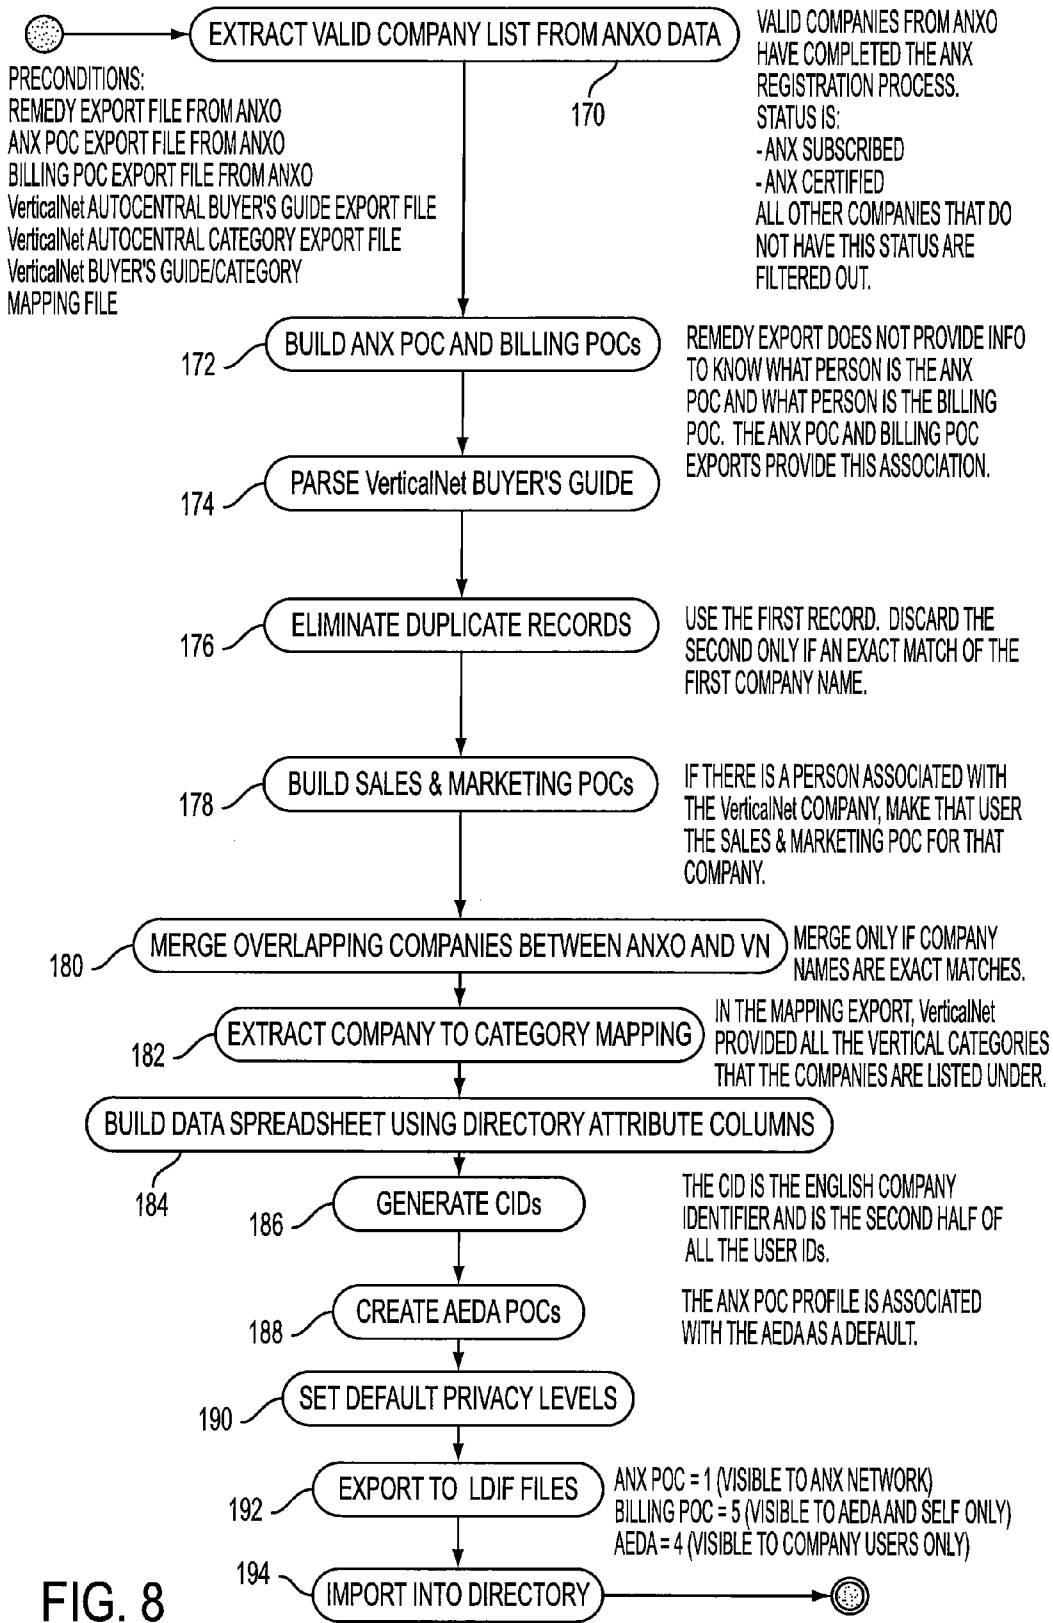 EXTRACT VALID COMPANY LIST FROM ANXO DATA
170
VALID COMPANIES FROM ANXO
HAVE COMPLETED THE ANX
REGISTRATION PROCESS.
STATUS IS:
- ANX SUBSCRIBED
- ANX CERTIFIED
ALL OTHER COMPANIES THAT DO
NOT HAVE THIS STATUS ARE
FILTERED OUT.
PRECONDITIONS:
REMEDY EXPORT FILE FROM ANXO
ANX POC EXPORT FILE FROM ANXO
BILLING POC EXPORT FILE FROM ANXO
VerticalNet AUTOCENTRAL BUYER'S GUIDE EXPORT FILE
VerticalNet AUTOCENTRAL CATEGORY EXPORT FILE
VerticalNet BUYER'S GUIDE/CATEGORY
MAPPING FILE
BUILD ANX POC AND BILLING POCs
172
REMEDY EXPORT DOES NOT PROVIDE INFO
TO KNOW WHAT PERSON IS THE ANX
POC AND WHAT PERSON IS THE BILLING
POC. THE ANX POC AND BILLING POC
EXPORTS PROVIDE THIS ASSOCIATION.
PARSE VerticalNet BUYER'S GUIDE
174
ELIMINATE DUPLICATE RECORDS
176
USE THE FIRST RECORD. DISCARD THE
SECOND ONLY IF AN EXACT MATCH OF THE
FIRST COMPANY NAME.
BUILD SALES & MARKETING POCs
178
IF THERE IS A PERSON ASSOCIATED WITH
THE VerticalNet COMPANY, MAKE THAT USER
THE SALES & MARKETING POC FOR THAT
COMPANY.
MERGE OVERLAPPING COMPANIES BETWEEN ANXO AND VN
180
MERGE ONLY IF COMPANY
NAMES ARE EXACT MATCHES.
EXTRACT COMPANY TO CATEGORY MAPPING
182
IN THE MAPPING EXPORT, VerticalNet
PROVIDED ALL THE VERTICAL CATEGORIES
THAT THE COMPANIES ARE LISTED UNDER.
BUILD DATA SPREADSHEET USING DIRECTORY ATTRIBUTE COLUMNS
184
GENERATE CIDs
186
THE CID IS THE ENGLISH COMPANY
IDENTIFIER AND IS THE SECOND HALF OF
ALL THE USER IDs.
CREATE AEDA POCs
188
THE ANX POC PROFILE IS ASSOCIATED
WITH THE AEDA AS A DEFAULT.
SET DEFAULT PRIVACY LEVELS
190
EXPORT TO LDIF FILES
192
ANX POC = 1 (VISIBLE TO ANX NETWORK)
BILLING POC = 5 (VISIBLE TO AEDA AND SELF ONLY)
AEDA = 4 (VISIBLE TO COMPANY USERS ONLY)
194
IMPORT INTO DIRECTORY
FIG. 8